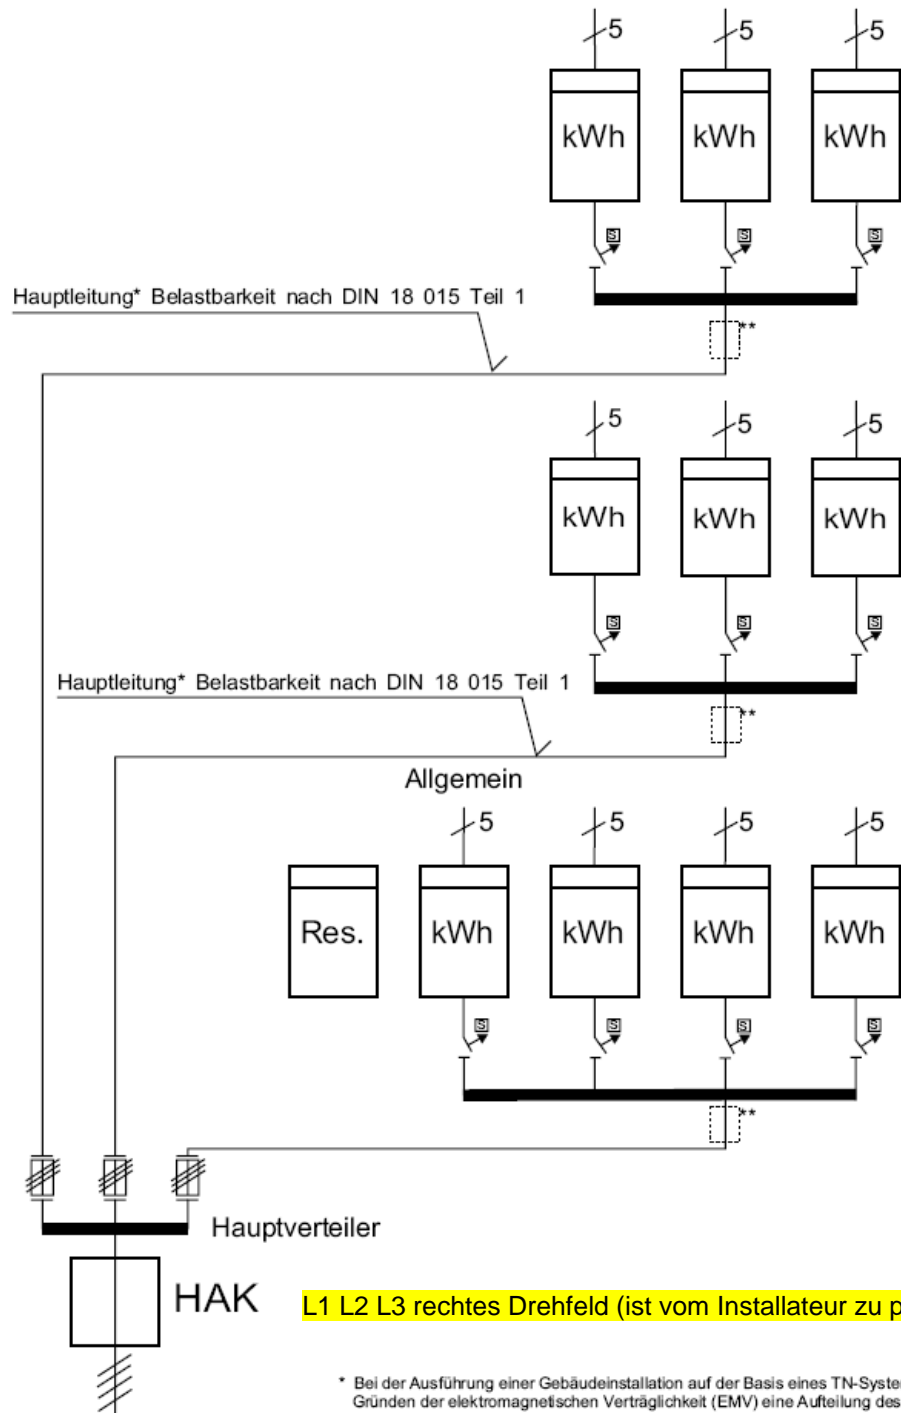 5 5 5
kWh kWh kWh
S S S
Hauptleitung* Belastbarkeit nach DIN 18 015 Teil 1
**
5 5 5
kWh kWh kWh
S S S
Hauptleitung* Belastbarkeit nach DIN 18 015 Teil 1
**
Allgemein
5 5 5 5
Res. kWh kWh kWh kWh
S S S S
**
Hauptverteiler
HAK
L1 L2 L3 rechtes Drehfeld (ist vom Installateur zu p
* Bei der Ausführung einer Gebäudeinstallation auf der Basis eines TN-Syste
Gründen der elektromagnetischen Verträglichkeit (EMV) eine Aufteilung des